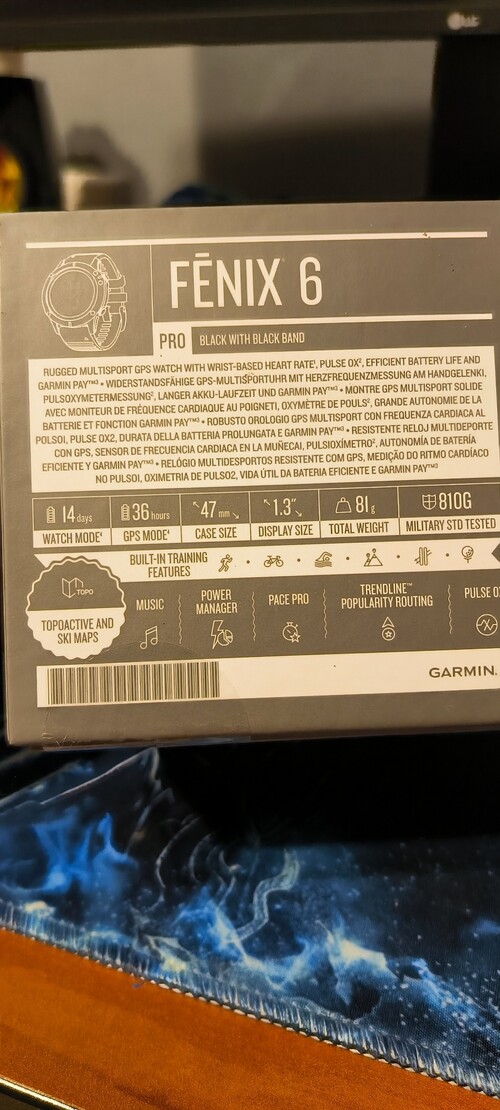 LG
FĒNIX 6
PRO
BLACK WITH BLACK BAND
RUGGED MULTISPORT GPS WATCH WITH WRIST-BASED HEART RATE¹, PULSE OX², EFFICIENT BATTERY LIFE AND
GARMIN PAY™³ • WIDERSTANDSFÄHIGE GPS-MULTISPORTUHR MIT HERZFREQUENZMESSUNG AM HANDGELENK¹,
PULSOXYMETERMESSUNG², LANGER AKKU-LAUFZEIT UND GARMIN PAY™³ • MONTRE GPS MULTISPORT SOLIDE
AVEC MONITEUR DE FRÉQUENCE CARDIAQUE AU POIGNET¹, OXYMÈTRE DE POULS², GRANDE AUTONOMIE DE LA
BATTERIE ET FONCTION GARMIN PAY™³ • ROBUSTO OROLOGIO GPS MULTISPORT CON FREQUENZA CARDIACA AL
POLSO¹, PULSE OX2, DURATA DELLA BATTERIA PROLUNGATA E GARMIN PAY™³ • RESISTENTE RELOJ MULTIDEPORTE
CON GPS, SENSOR DE FRECUENCIA CARDIACA EN LA MUÑECA¹, PULSIOXÍMETRO², AUTONOMÍA DE BATERÍA
EFICIENTE Y GARMIN PAY™³ • RELÓGIO MULTIDESPORTOS RESISTENTE COM GPS, MEDIÇÃO DO RITMO CARDÍACO
NO PULSO¹, OXIMETRIA DE PULSO2, VIDA ÚTIL DA BATERIA EFICIENTE E GARMIN PAY™³
14 days
WATCH MODE¹
36 hours
GPS MODE¹
47 mm
CASE SIZE
1.3"
DISPLAY SIZE
81 g
TOTAL WEIGHT
810G
MILITARY STD TESTED
BUILT-IN TRAINING
FEATURES
TOPO
TOPOACTIVE AND
SKI MAPS
MUSIC
POWER
MANAGER
PACE PRO
TRENDLINE™
POPULARITY ROUTING
PULSE
GARMIN.